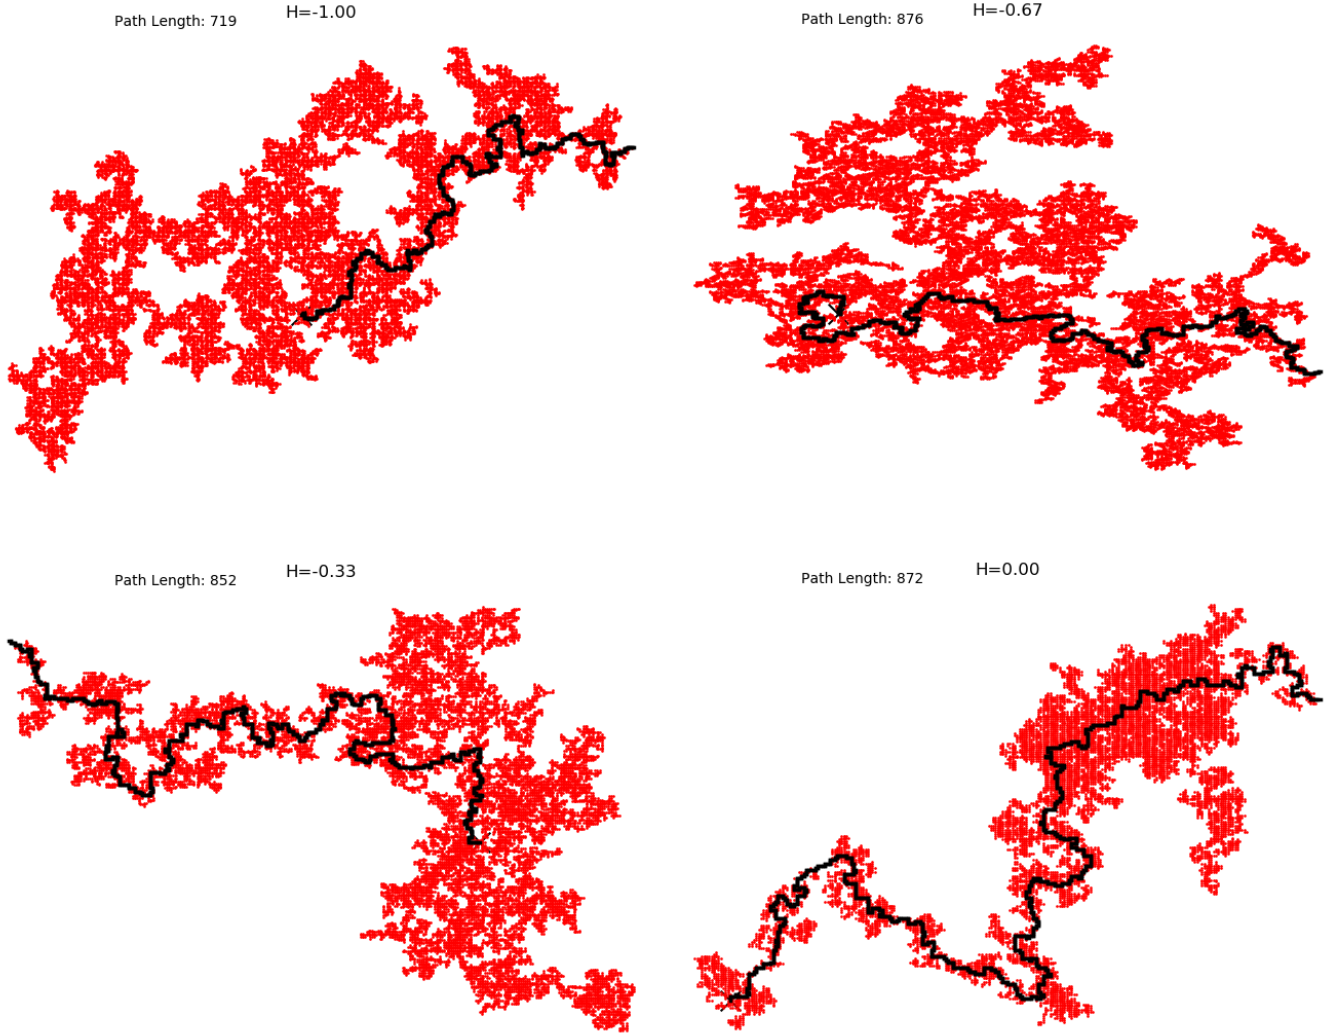 Path Length: 719
H=-1.00
Path Length: 876
H=-0.67
Path Length: 852
H=-0.33
Path Length: 872
H=0.00